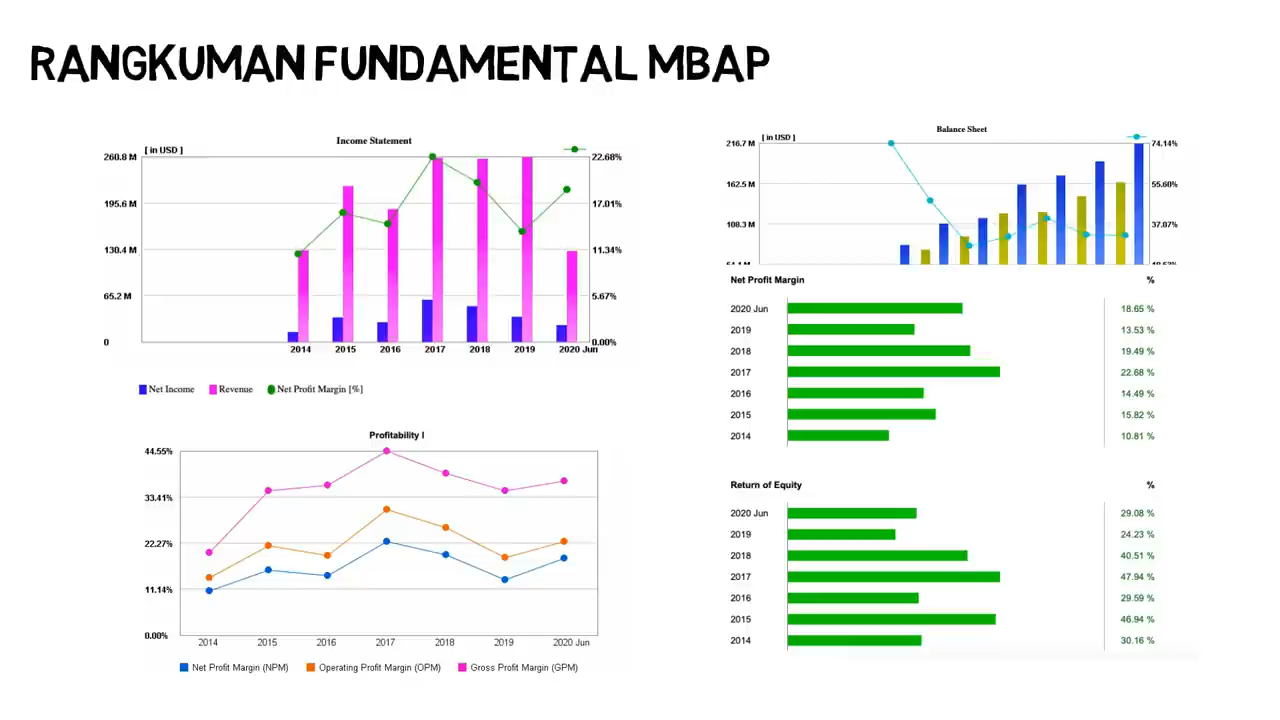 RANGKUMAN FUNDAMENTAL MBAP
Income Statement
[ in USD ]
260.8 M
22.68%
195.6 M
17.01%
130.4 M
11.34%
65.2 M
5.67%
0
0.00%
2014 2015 2016 2017 2018 2019 2020 Jun
Net Income Revenue Net Profit Margin [%]
Balance Sheet
[ in USD ]
216.7 M
74.14%
162.5 M
55.60%
108.3 M
37.07%
Net Profit Margin %
2020 Jun 18.65 %
2019 13.53 %
2018 19.49 %
2017 22.68 %
2016 14.49 %
2015 15.82 %
2014 10.81 %
Profitability I
44.55%
33.41%
22.27%
11.14%
0.00%
2014 2015 2016 2017 2018 2019 2020 Jun
Net Profit Margin (NPM) Operating Profit Margin (OPM) Gross Profit Margin (GPM)
Return of Equity %
2020 Jun 29.08 %
2019 24.23 %
2018 40.51 %
2017 47.94 %
2016 29.59 %
2015 46.94 %
2014 30.16 %